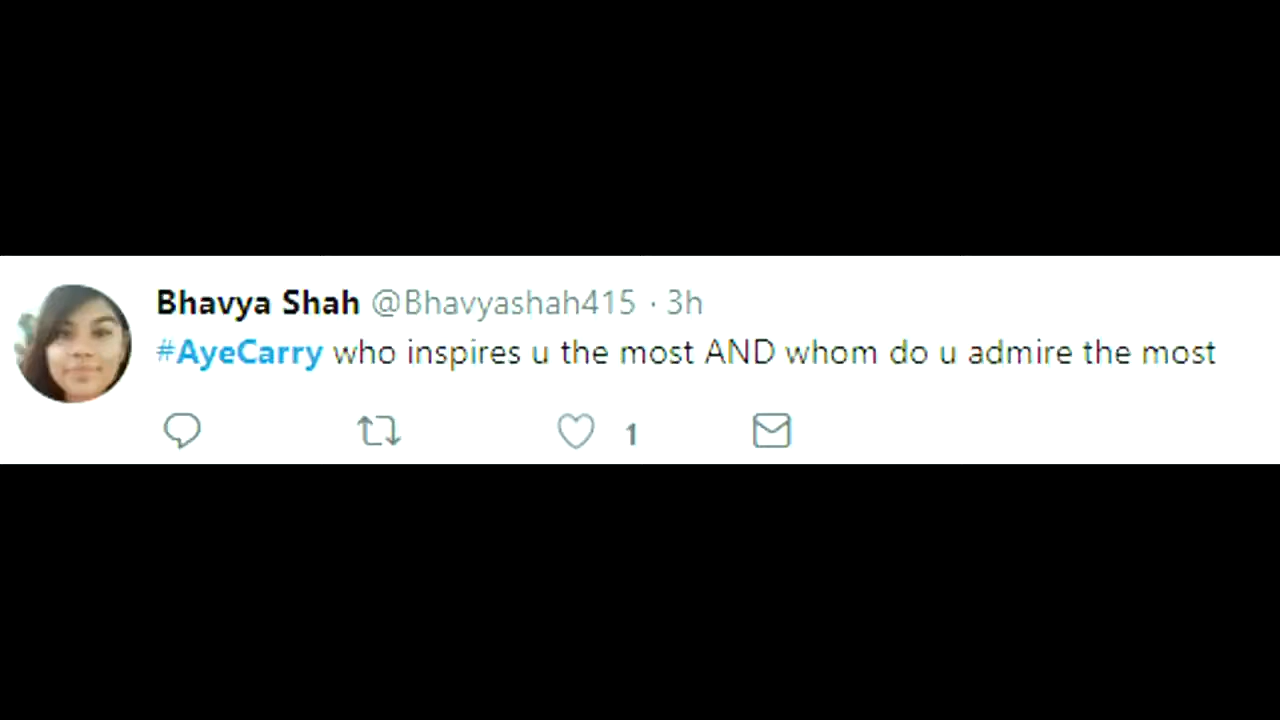 Bhavya Shah @Bhavyashah415 · 3h
#AyeCarry who inspires u the most AND whom do u admire the most
1